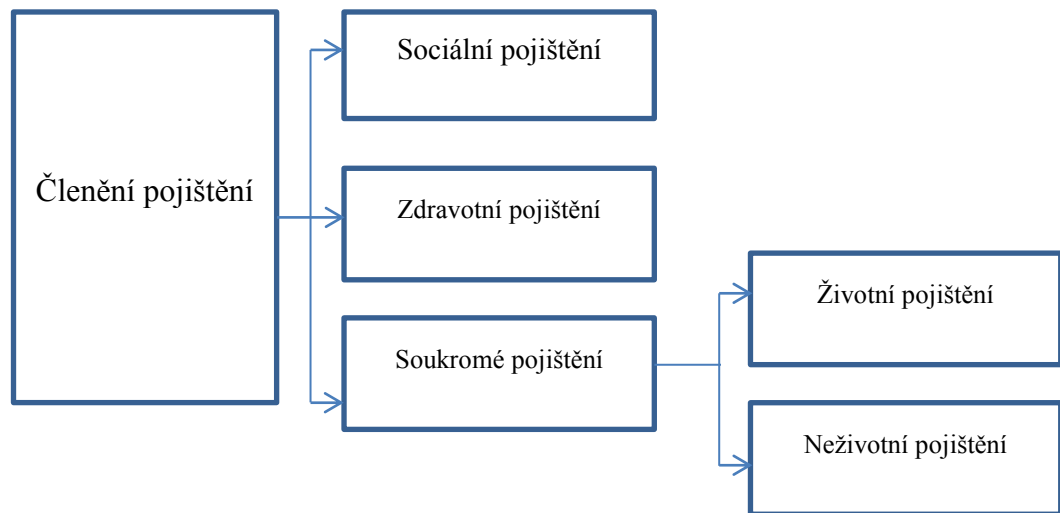 Členění pojištění
Sociální pojištění
Zdravotní pojištění
Soukromé pojištění
Životní pojištění
Neživotní pojištění